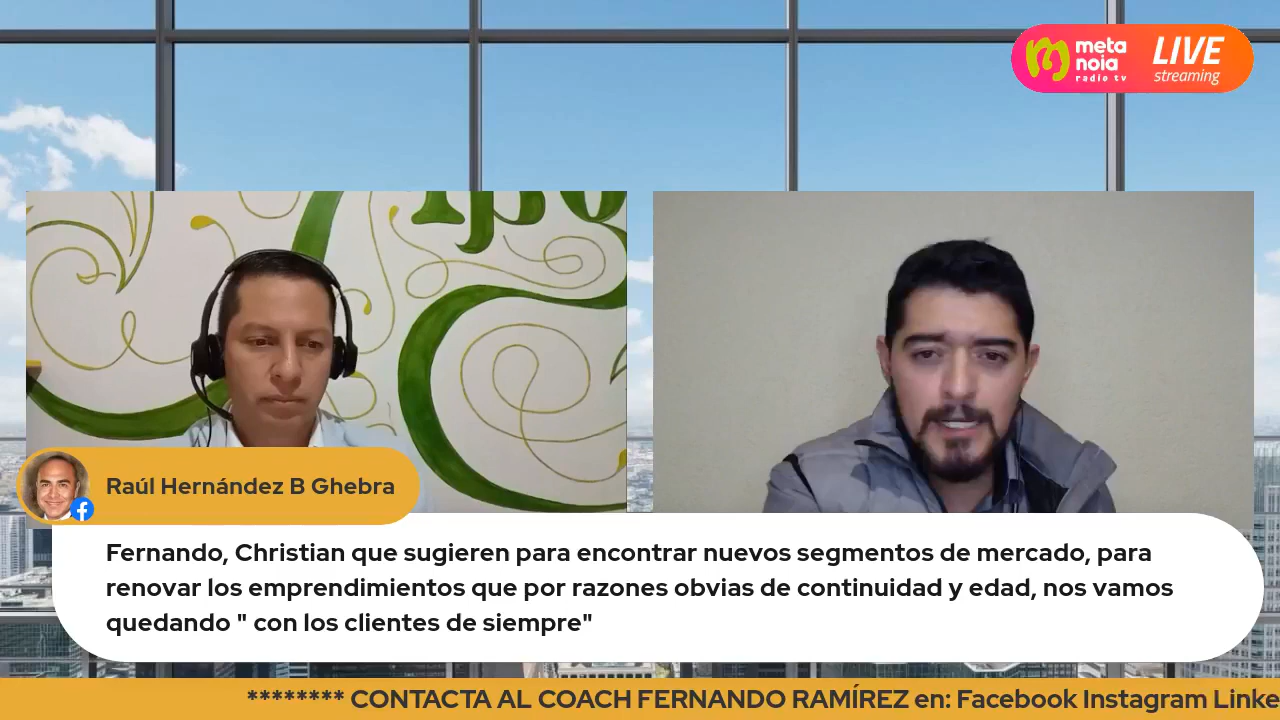 meta
noia
radio tv
LIVE
streaming
Raúl Hernández B Ghebra
Fernando, Christian que sugieren para encontrar nuevos segmentos de mercado, para
renovar los emprendimientos que por razones obvias de continuidad y edad, nos vamos
quedando " con los clientes de siempre"
******** CONTACTA AL COACH FERNANDO RAMÍREZ en: Facebook Instagram Linke